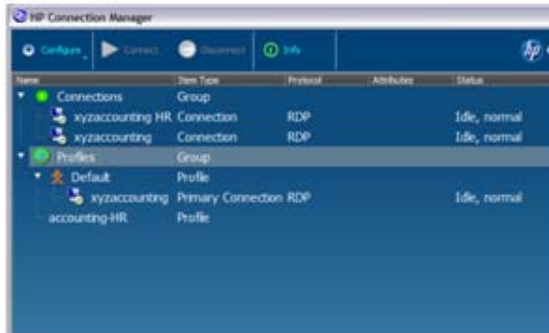 HP Connection Manager
Configure Connect Disconnect Info hp
Name Item Type Protocol Attributes Status
Connections Group
xyzaccounting HR Connection RDP Idle, normal
xyzaccounting Connection RDP Idle, normal
Profiles Group
Default Profile
xyzaccounting Primary Connection RDP Idle, normal
accounting-HR Profile